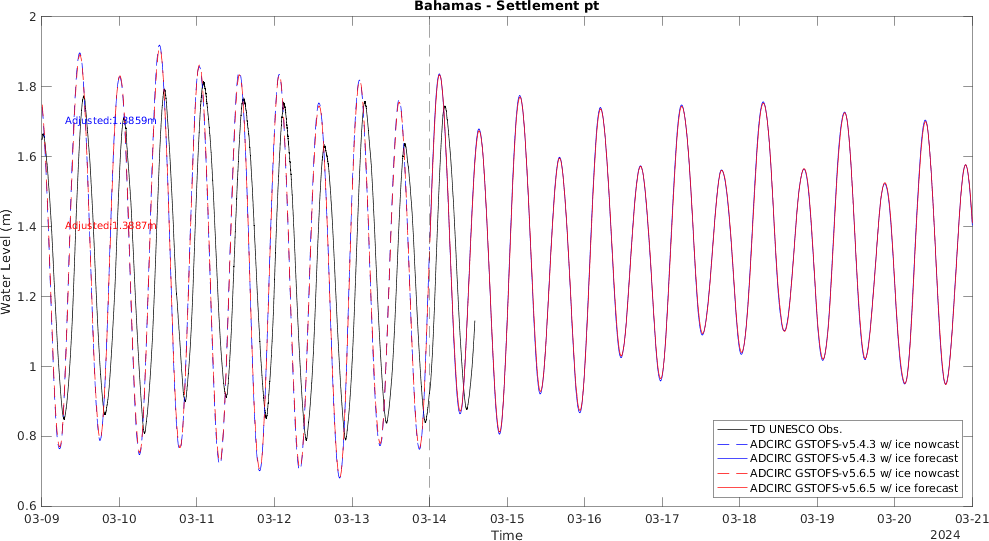 Bahamas - Settlement pt
2
1.8
1.6
1.4
1.2
1
0.8
0.6
Water Level (m)
Adjusted:1.3859m
Adjusted:1.3387m
TD UNESCO Obs.
ADCIRC GSTOFS-v5.4.3 w/ ice nowcast
ADCIRC GSTOFS-v5.4.3 w/ ice forecast
ADCIRC GSTOFS-v5.6.5 w/ ice nowcast
ADCIRC GSTOFS-v5.6.5 w/ ice forecast
03-09 03-10 03-11 03-12 03-13 03-14 03-15 03-16 03-17 03-18 03-19 03-20 03-21
Time
2024